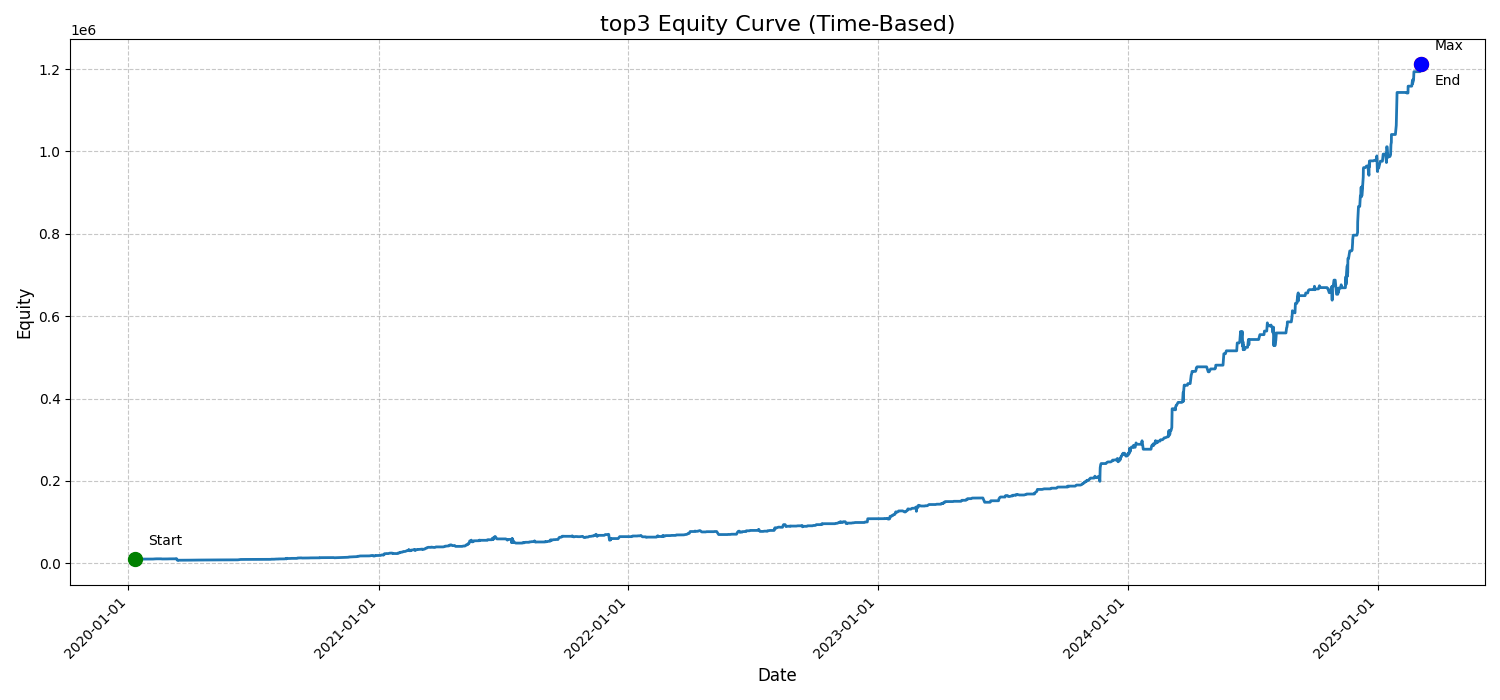 top3 Equity Curve (Time-Based)
1e6
Max
End
Start
1.2
1.0
0.8
0.6
0.4
0.2
0.0
Equity
2020-01-01
2021-01-01
2022-01-01
2023-01-01
2024-01-01
2025-01-01
Date